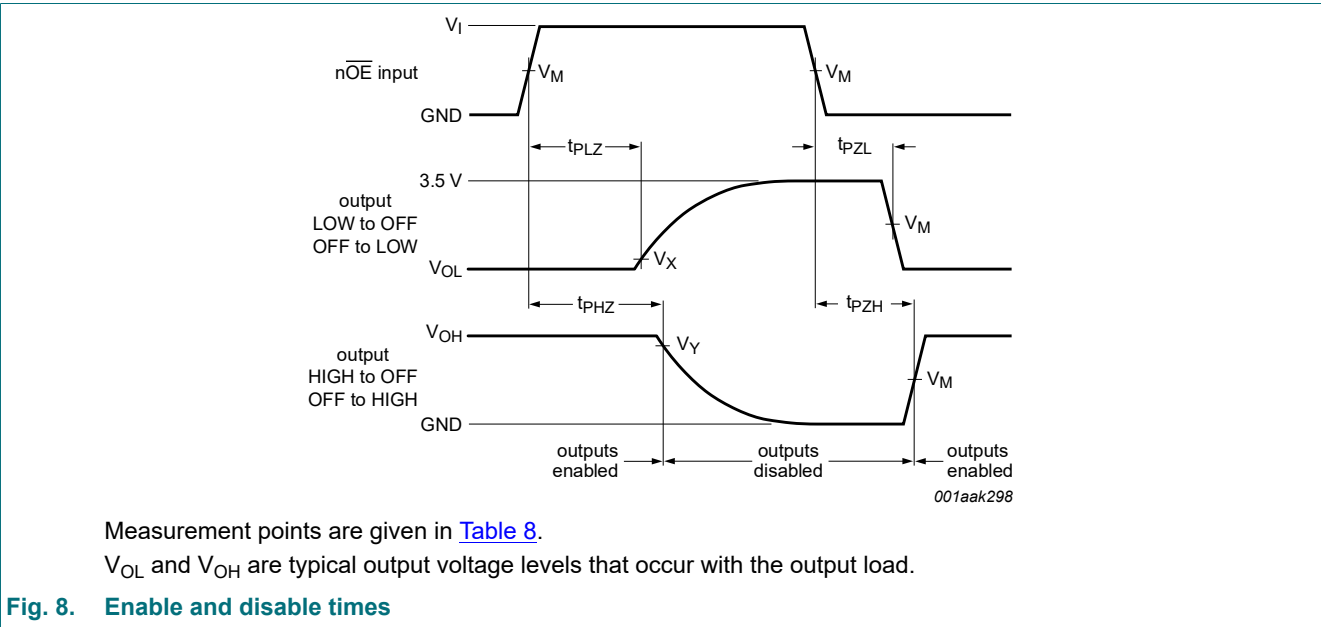 V_I
nO̅E̅ input
V_M
V_M
GND
t_PLZ
t_PZL
3.5 V
output
LOW to OFF
OFF to LOW
V_M
V_X
V_OL
t_PHZ
t_PZH
V_OH
output
HIGH to OFF
OFF to HIGH
V_Y
V_M
GND
outputs
enabled
outputs
disabled
outputs
enabled
001aak298
Measurement points are given in Table 8.
V_OL and V_OH are typical output voltage levels that occur with the output load.
Fig. 8. Enable and disable times